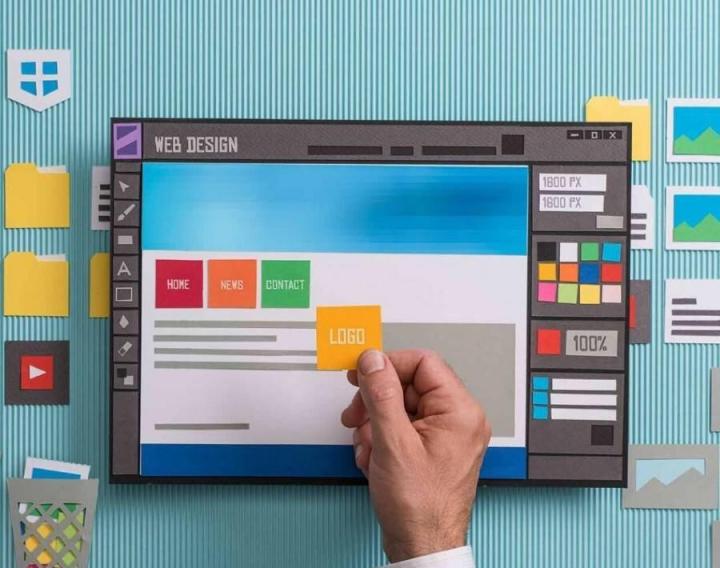 WEB DESIGN
1600 PX
1600 PX
HOME
NEWS
CONTACT
LOGO
A
100%